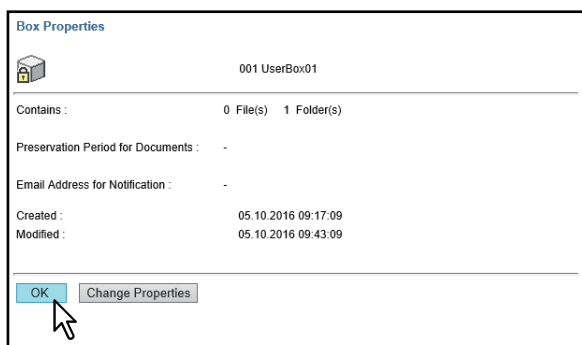 Box Properties
001 UserBox01
Contains : 0 File(s) 1 Folder(s)
Preservation Period for Documents : -
Email Address for Notification : -
Created : 05.10.2016 09:17:09
Modified : 05.10.2016 09:43:09
OK Change Properties